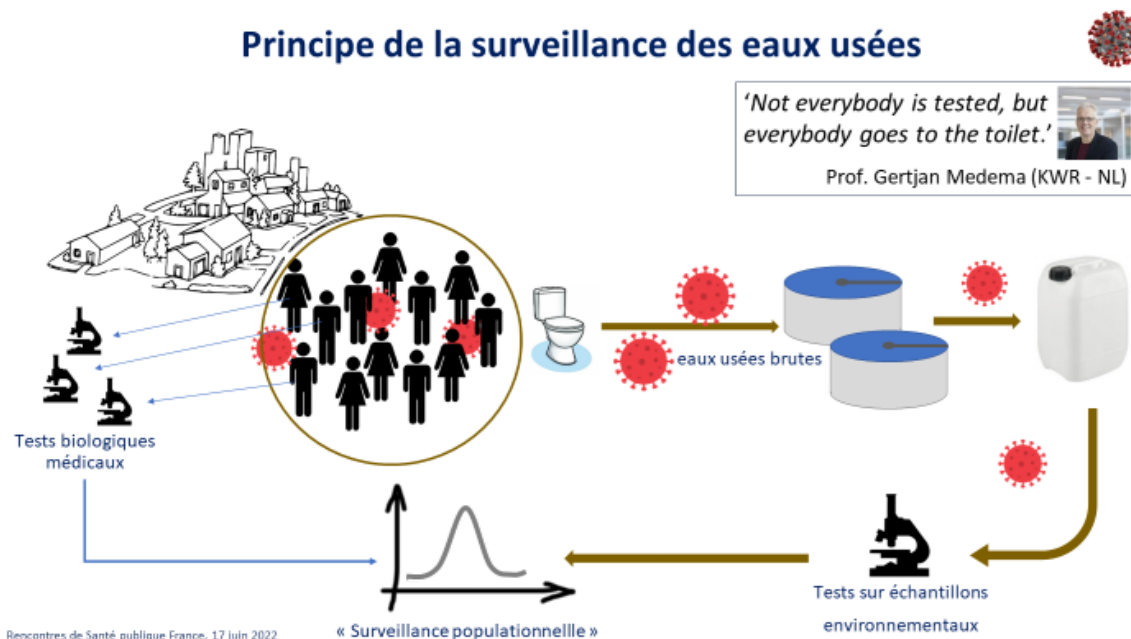 Principe de la surveillance des eaux usées
‘Not everybody is tested, but
everybody goes to the toilet.’
Prof. Gertjan Medema (KWR - NL)
eaux usées brutes
Tests biologiques
médicaux
Tests sur échantillons
environnementaux
« Surveillance populationnellle »
Rencontres de Santé publique France, 17 juin 2022